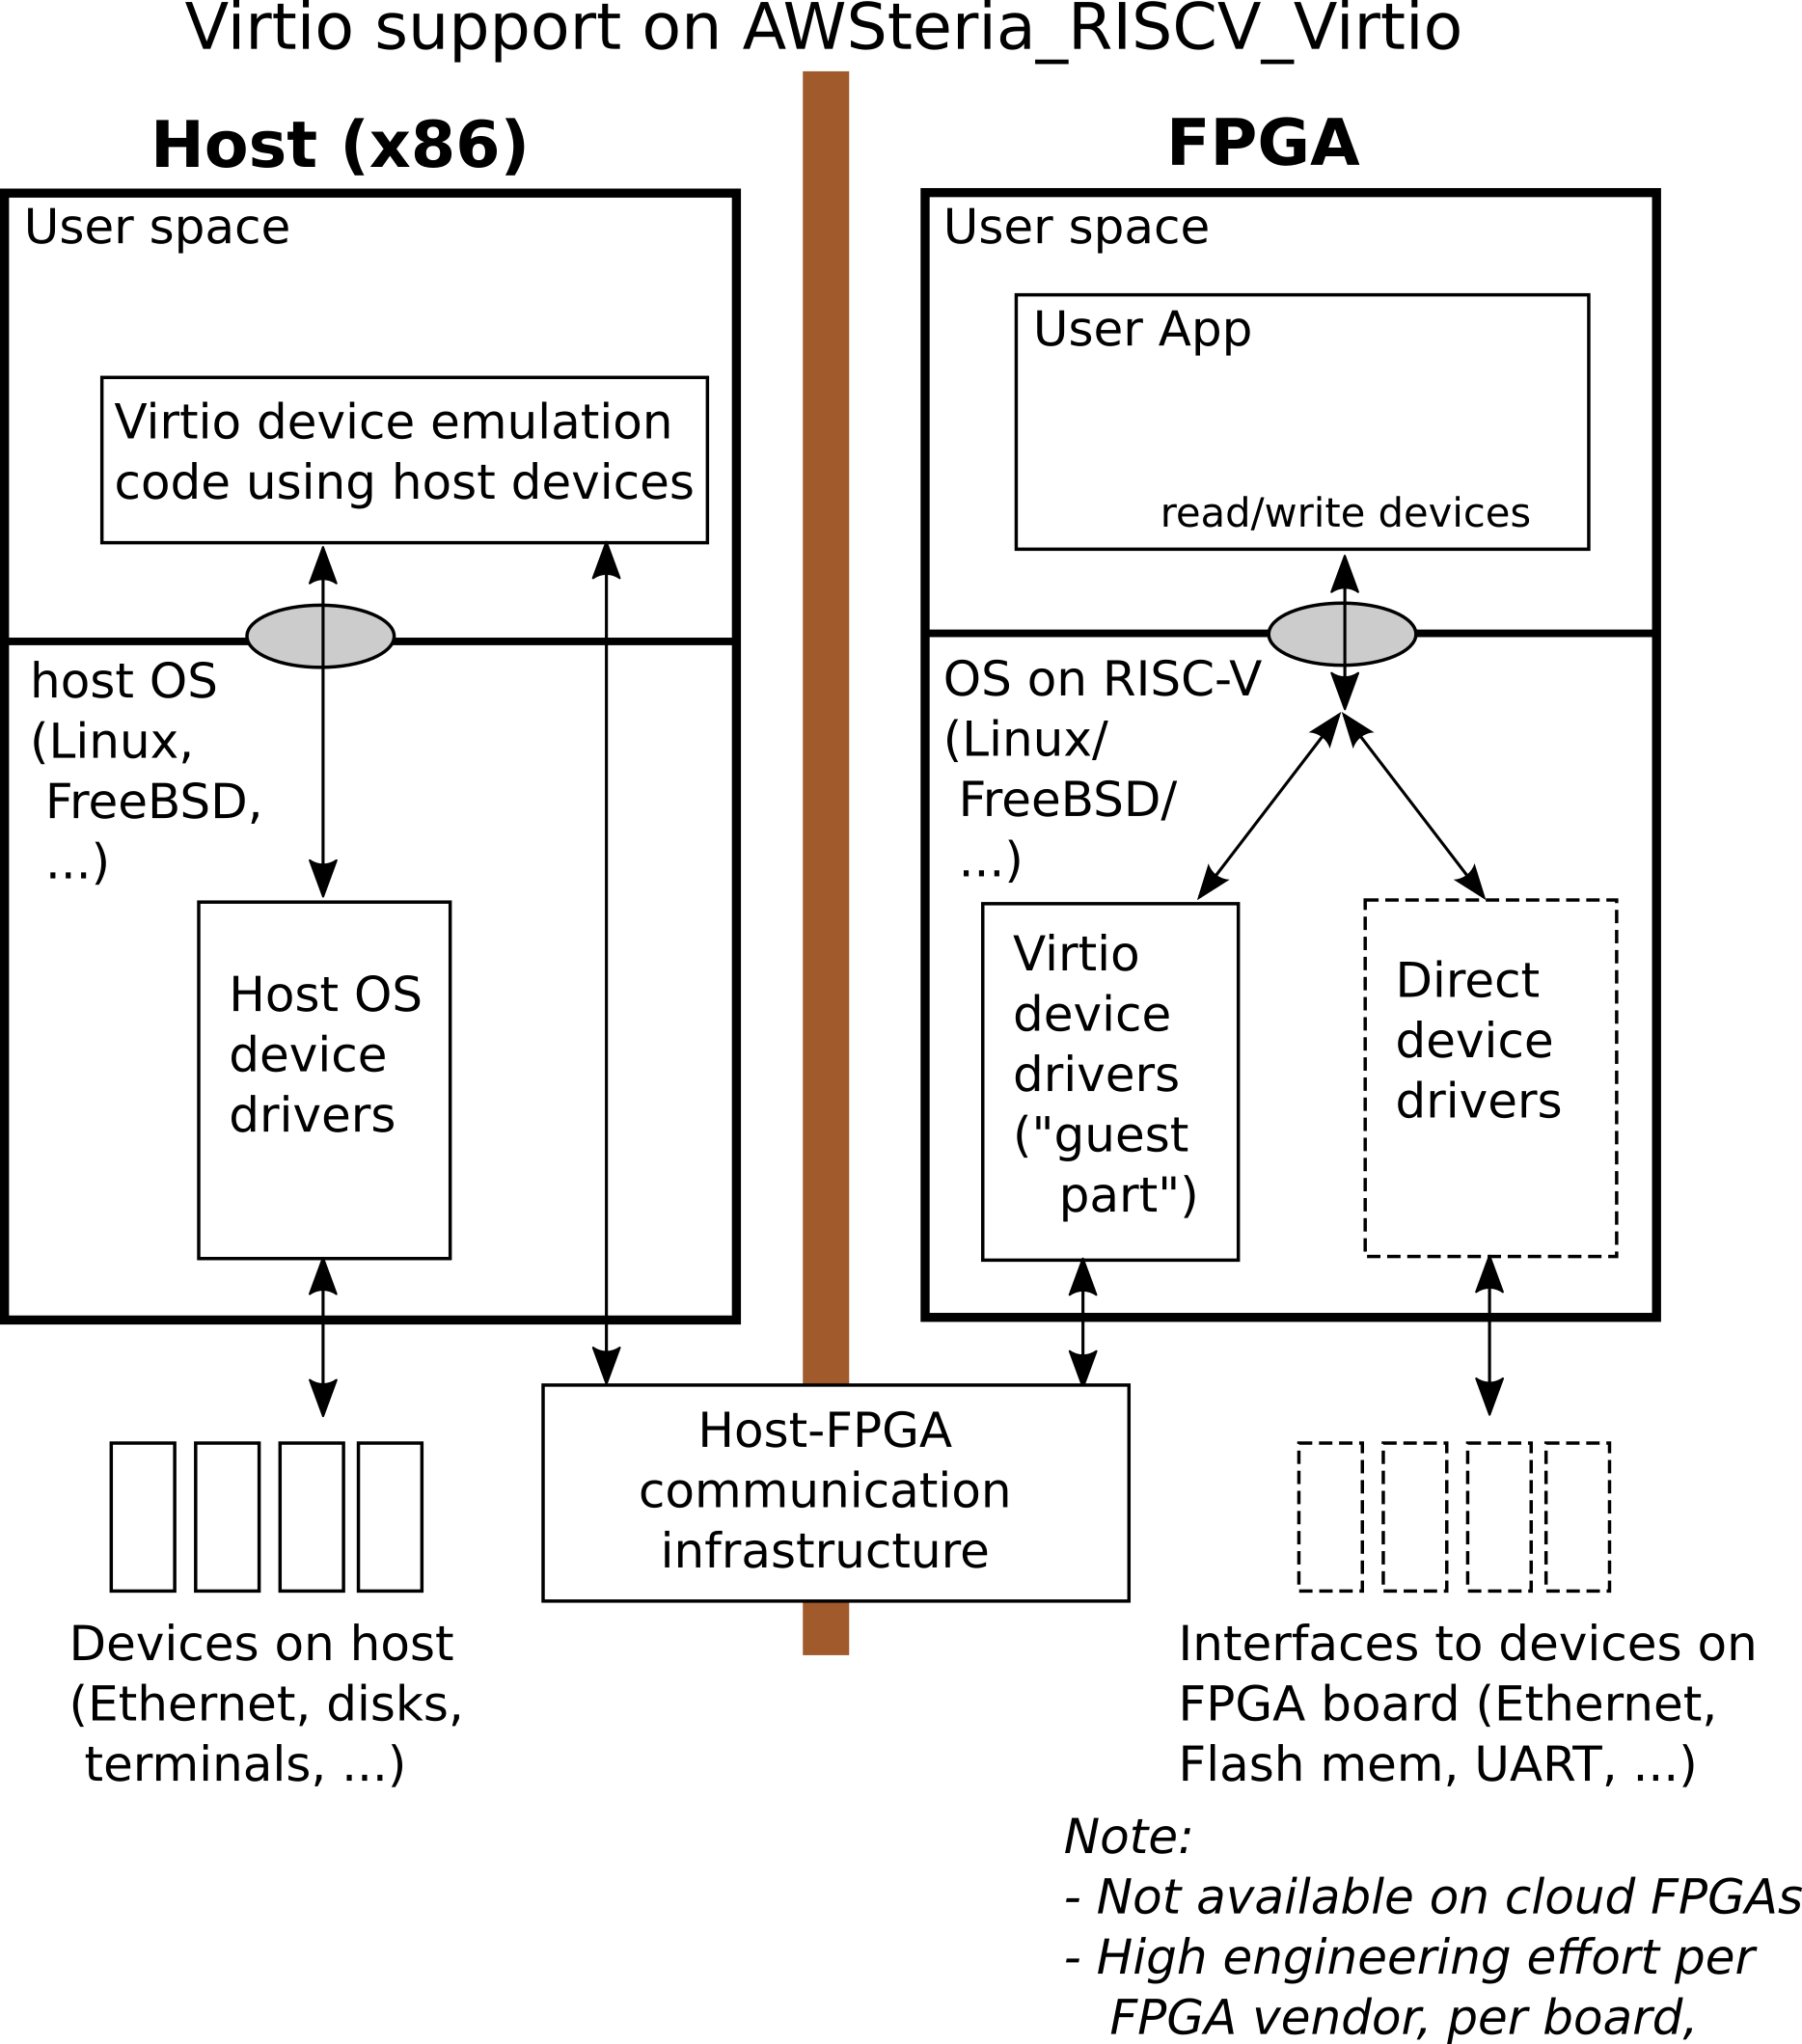 Virtio support on AWSteria_RISCV_Virtio
Host (x86)
User space
Virtio device emulation
code using host devices
host OS
(Linux,
FreeBSD,
...)
Host OS
device
drivers
Devices on host
(Ethernet, disks,
terminals, ...)
Host-FPGA
communication
infrastructure
FPGA
User space
User App
read/write devices
OS on RISC-V
(Linux/
FreeBSD/
...)
Virtio
device
drivers
("guest
part")
Direct
device
drivers
Interfaces to devices on
FPGA board (Ethernet,
Flash mem, UART, ...)
Note:
- Not available on cloud FPGAs
- High engineering effort per
FPGA vendor, per board,